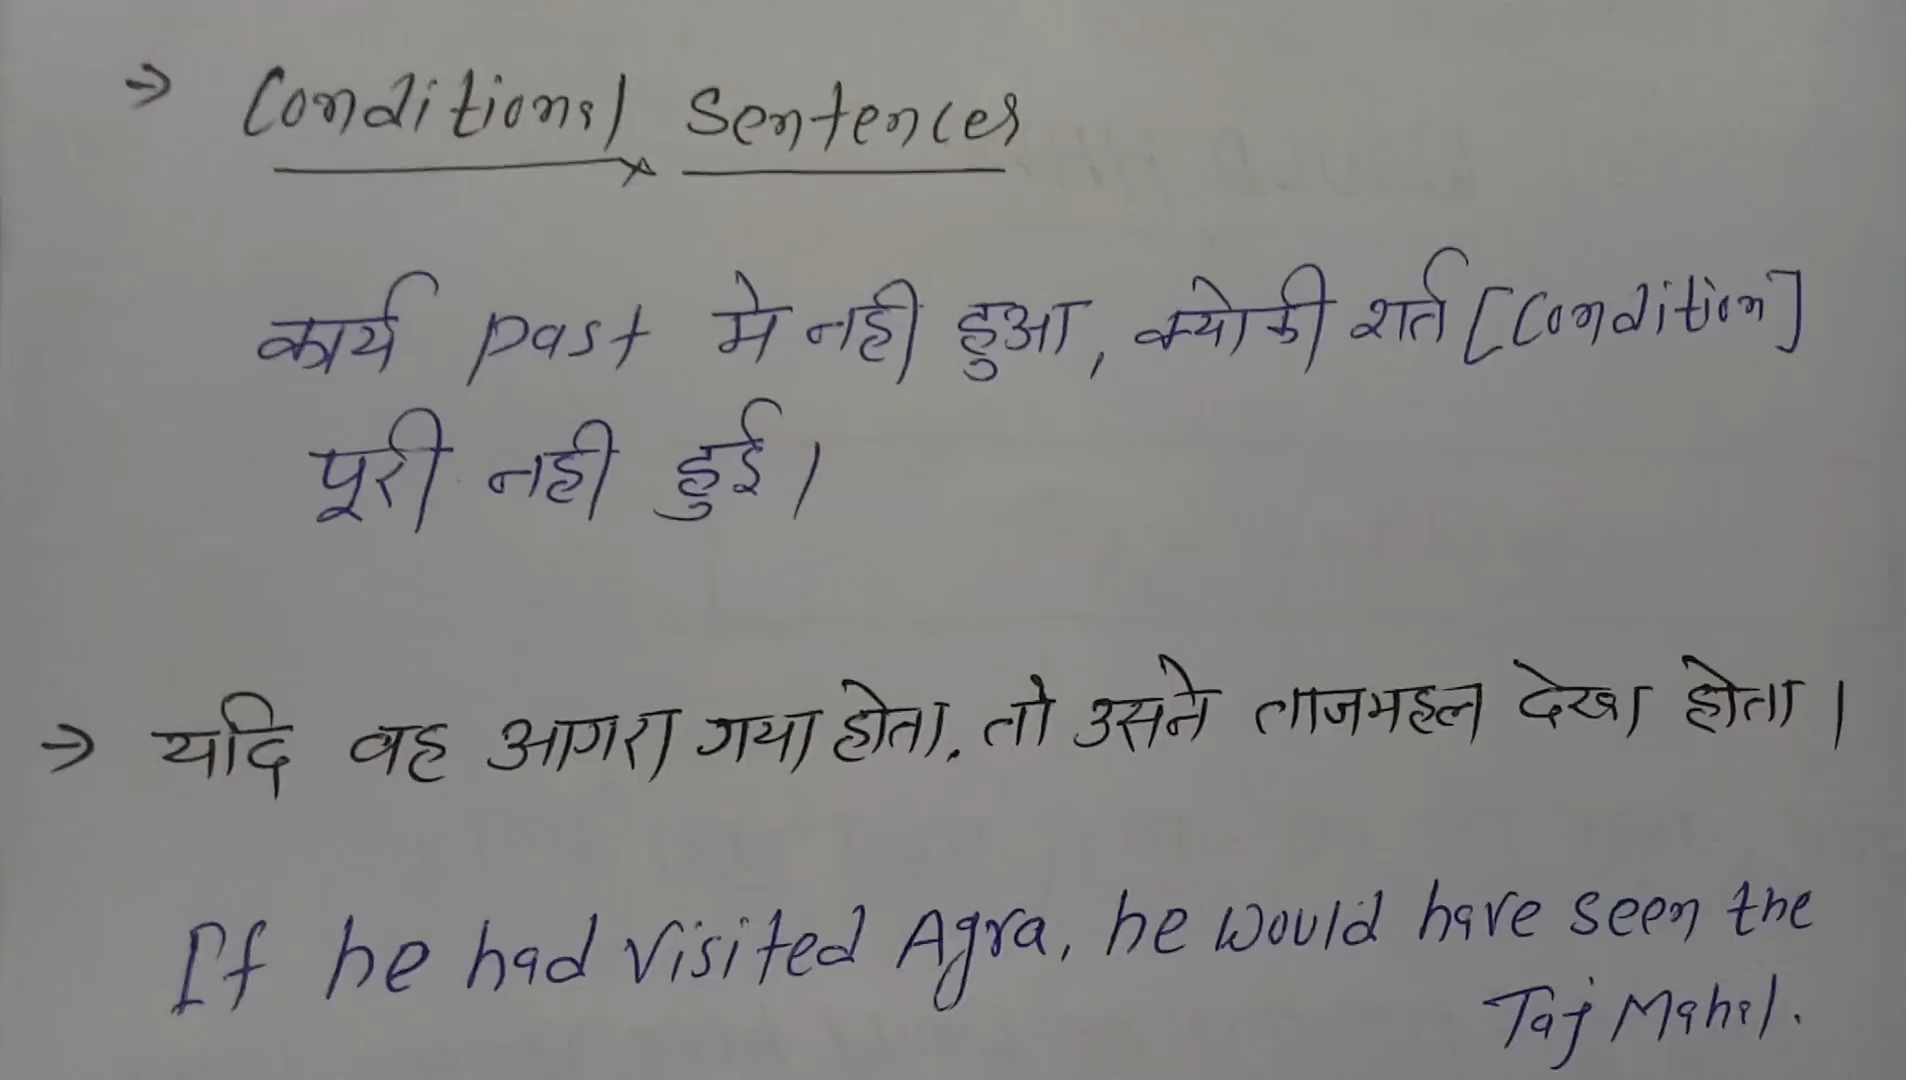 → Conditional Sentences
कार्य past मे नही हुआ, क्योकी शर्त [Condition]
पूरी नही हुई।
→ यदि वह आगरा गया होता, तो उसने ताजमहल देखा होता।
If he had visited Agra, he would have seen the
Taj Mahal.